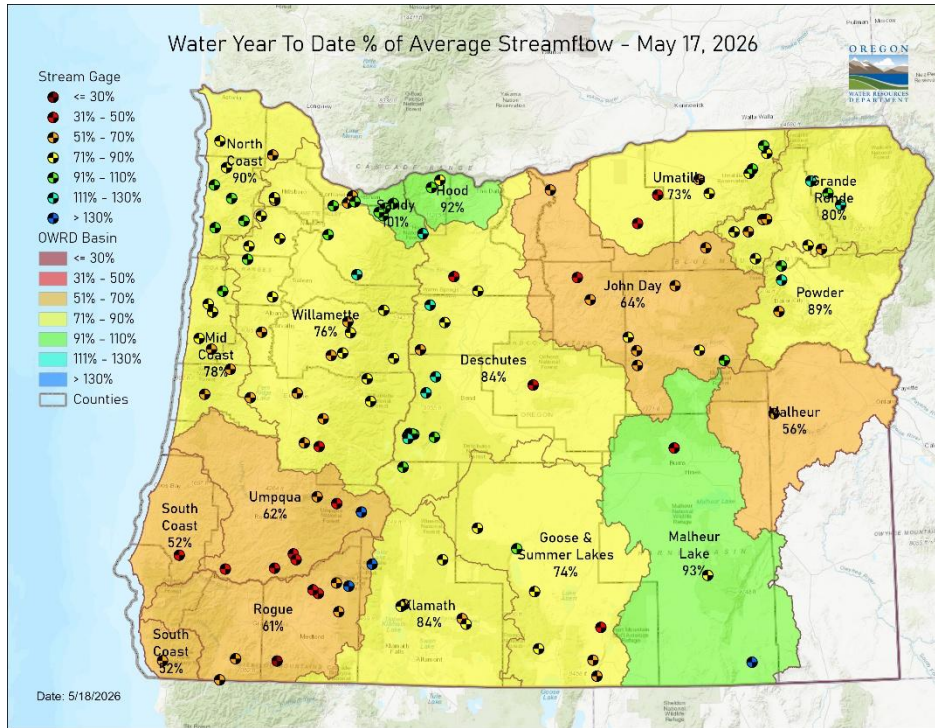 Water Year To Date % of Average Streamflow - May 17, 2026
OREGON
WATER RESOURCES
DEPARTMENT
Stream Gage
<= 30%
31% - 50%
51% - 70%
71% - 90%
91% - 110%
111% - 130%
> 130%
OWRD Basin
<= 30%
31% - 50%
51% - 70%
71% - 90%
91% - 110%
111% - 130%
> 130%
Counties
North
Coast
90%
Sandy
101%
Hood
92%
Umatilla
73%
Grande
Ronde
80%
Powder
89%
John Day
64%
Willamette
76%
Mid
Coast
78%
Deschutes
84%
Malheur
56%
Umpqua
62%
South
Coast
52%
Goose &
Summer Lakes
74%
Malheur
Lake
93%
Rogue
61%
Klamath
84%
South
Coast
52%
Date: 5/18/2026